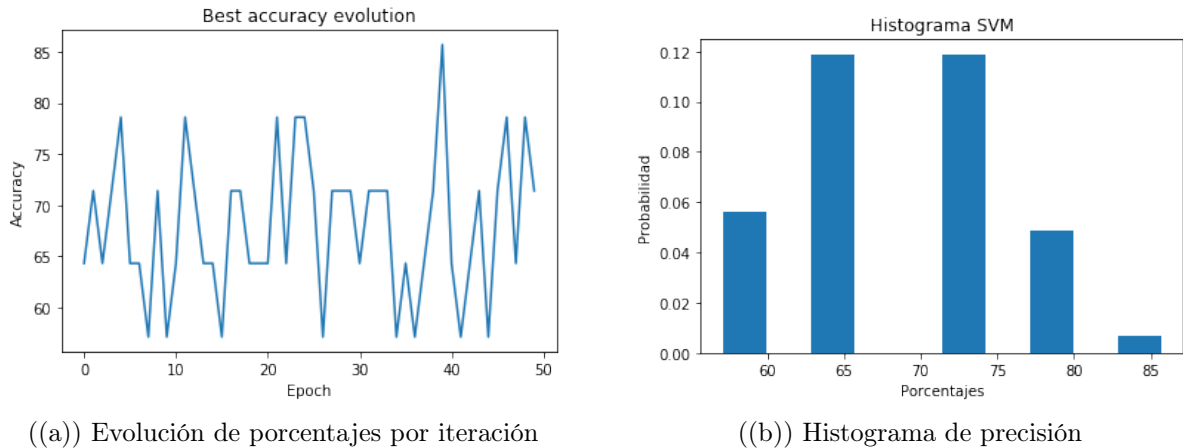 Best accuracy evolution
85
80
75
70
65
60
Accuracy
0 10 20 30 40 50
Epoch
((a)) Evolución de porcentajes por iteración
Histograma SVM
0.12
0.10
0.08
0.06
0.04
0.02
0.00
Probabilidad
60 65 70 75 80 85
Porcentajes
((b)) Histograma de precisión